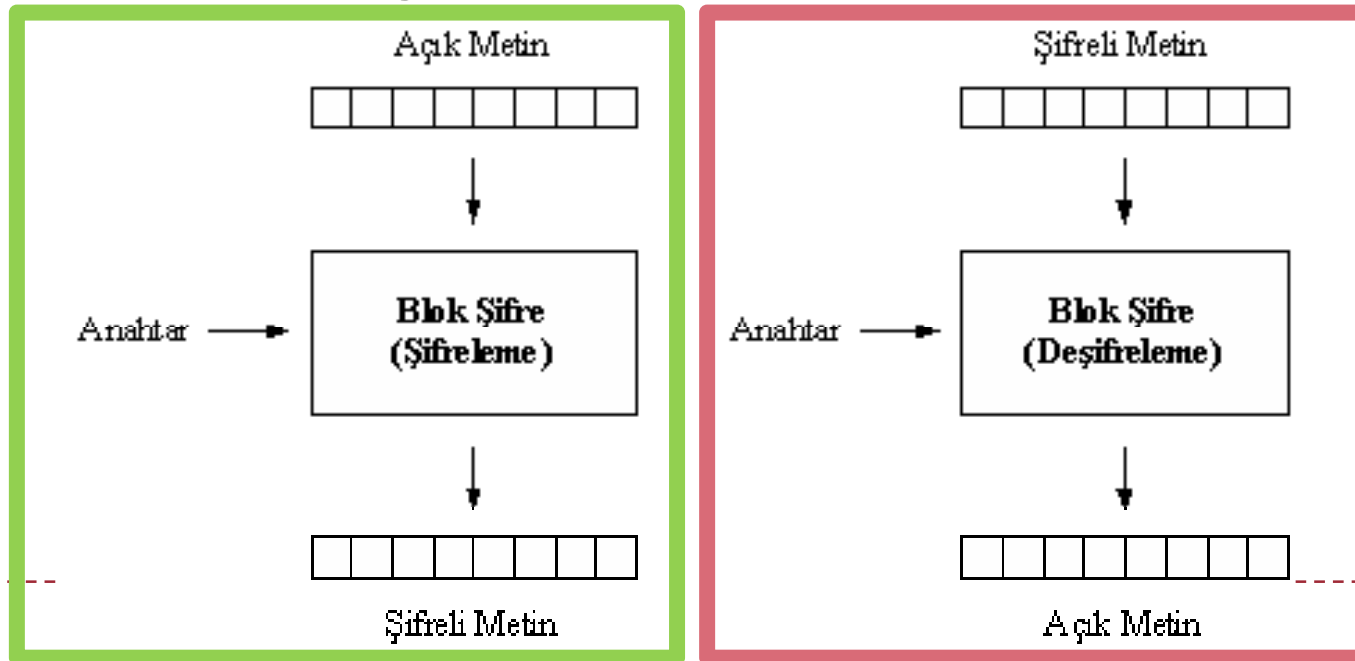 Açık Metin
Anahtar
Blok Şifre
(Şifreleme)
Şifreli Metin
Şifreli Metin
Anahtar
Blok Şifre
(Deşifreleme)
Açık Metin